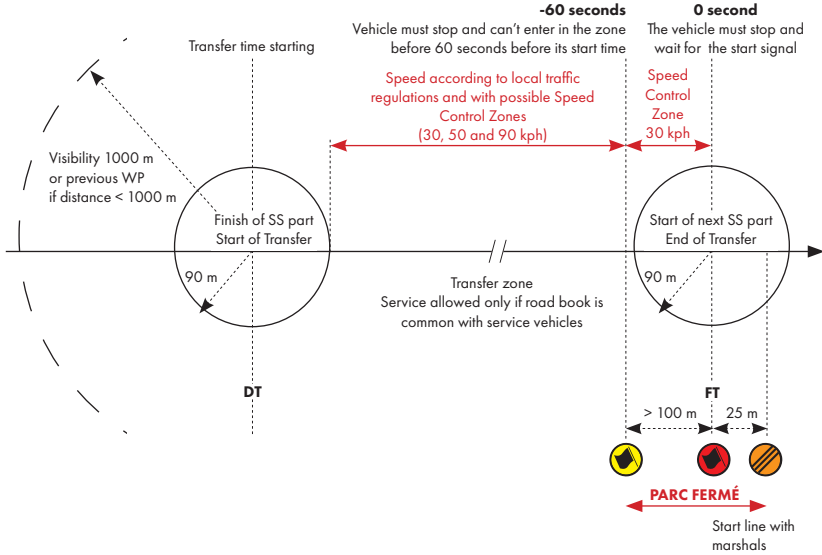 -60 seconds
Vehicle must stop and can't enter in the zone
before 60 seconds before its start time
0 second
The vehicle must stop and
wait for the start signal
Transfer time starting
Speed according to local traffic
regulations and with possible Speed
Control Zones
(30, 50 and 90 kph)
Speed
Control
Zone
30 kph
Visibility 1000 m
or previous WP
if distance < 1000 m
Finish of SS part
Start of Transfer
90 m
Start of next SS part
End of Transfer
90 m
Transfer zone
Service allowed only if road book is
common with service vehicles
DT
FT
> 100 m
25 m
PARC FERMÉ
Start line with
marshals